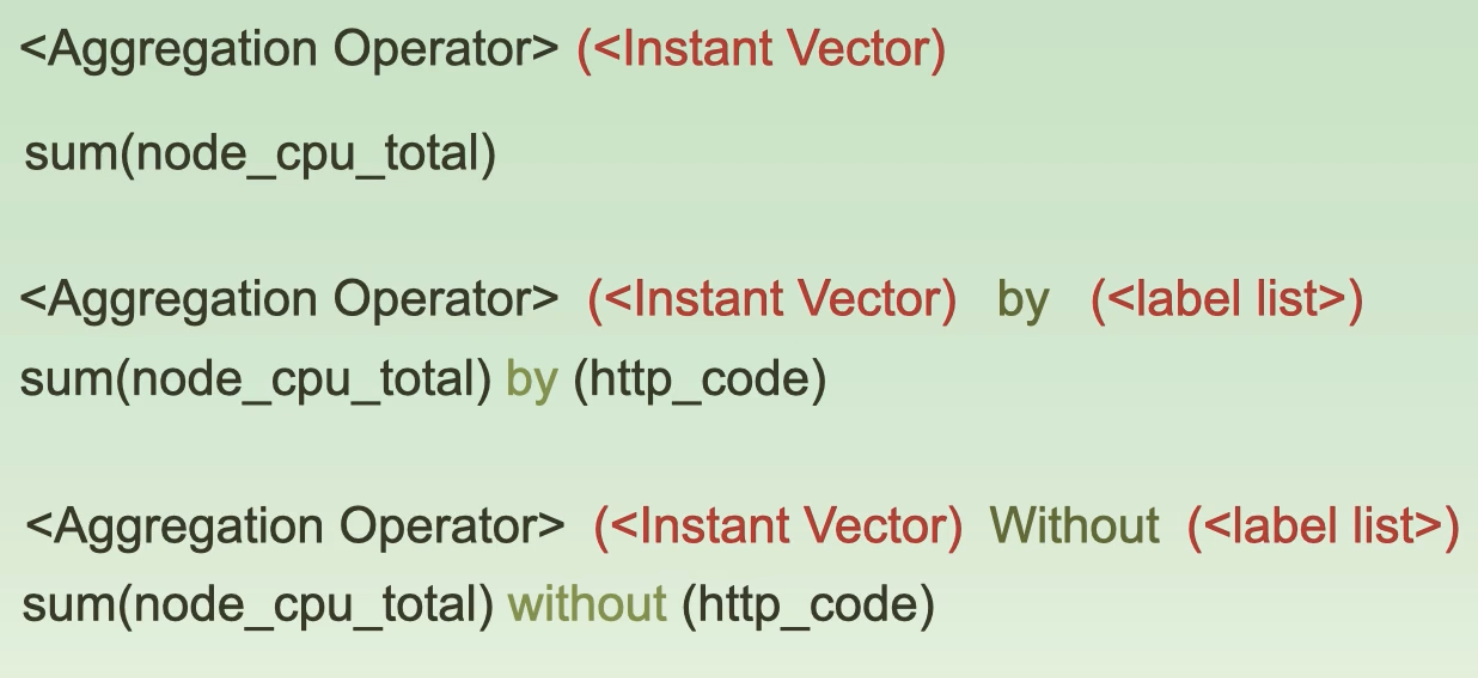 <Aggregation Operator> (<Instant Vector)
sum(node_cpu_total)
<Aggregation Operator> (<Instant Vector) by (<label list>)
sum(node_cpu_total) by (http_code)
<Aggregation Operator> (<Instant Vector) Without (<label list>)
sum(node_cpu_total) without (http_code)